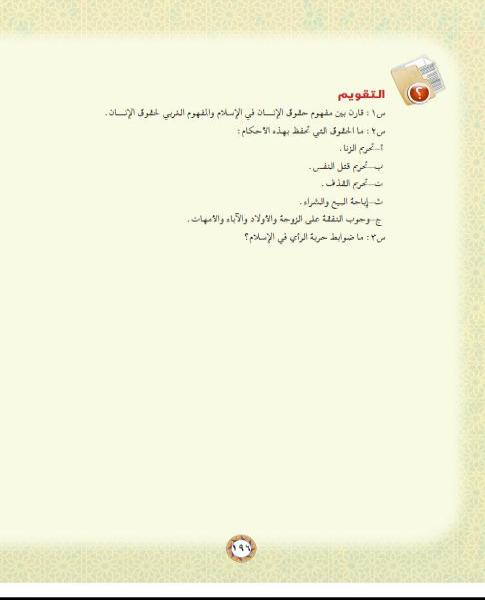 التقويم
س١: قارن بين مفهوم حقوق الإنسان في الإسلام والمفهوم الغربي لحقوق الإنسان.
س٢: ما الحقوق التي تحفظ بهذه الأحكام:
أ-تحريم الزنا.
ب-تحريم قتل النفس.
ت-تحريم القذف.
ث-إباحة البيع والشراء.
ج-وجوب النفقة على الزوجة والأولاد والآباء والأمهات.
س٣: ما ضوابط حرية الرأي في الإسلام؟
؟
١٩٦